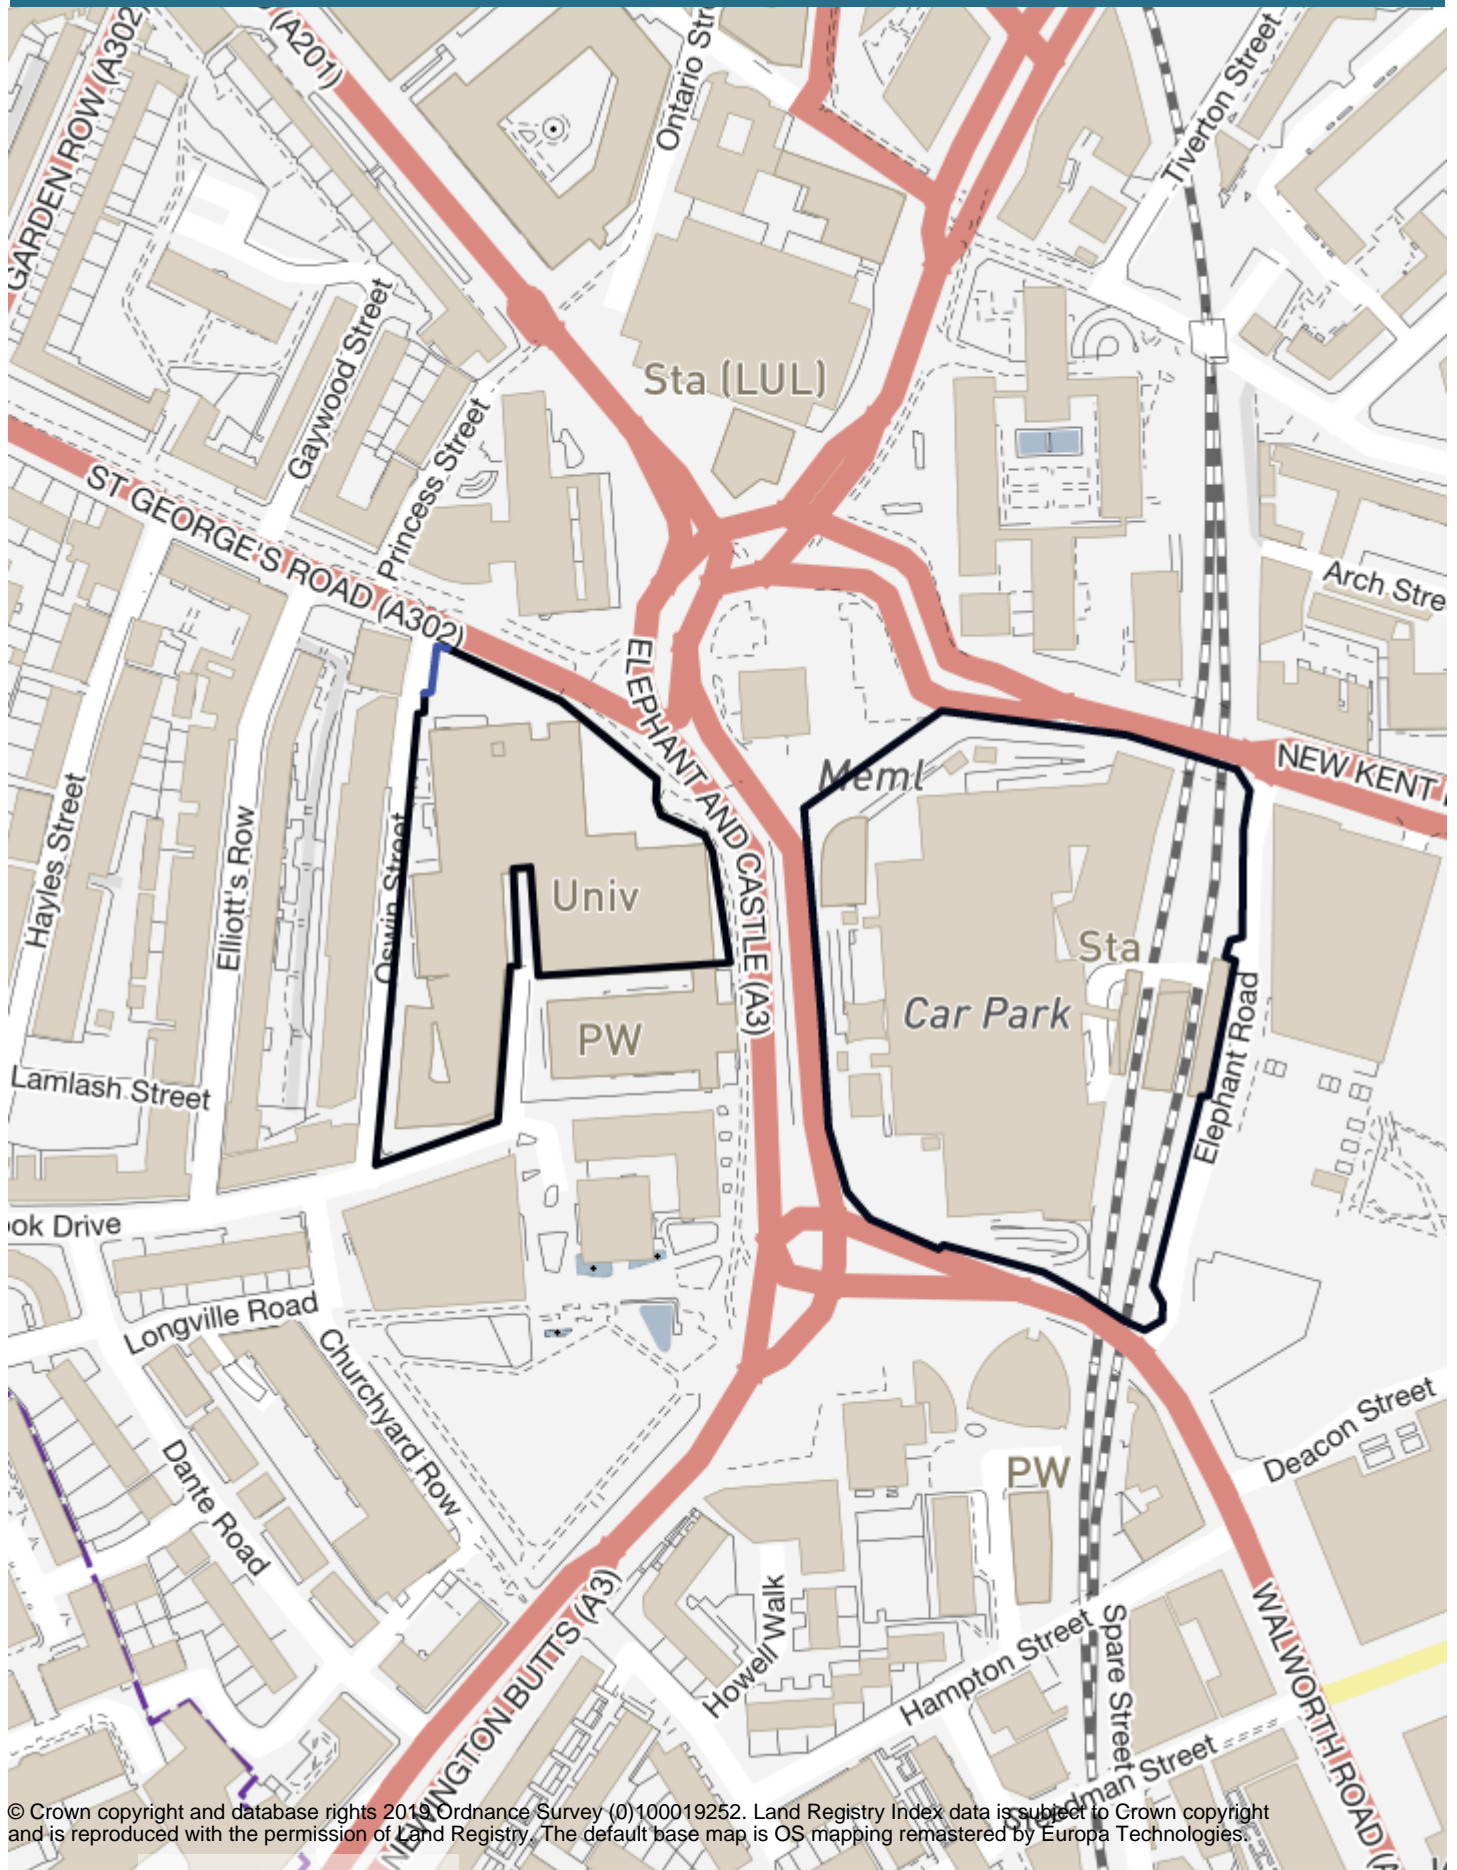 (A201)
GARDEN ROW (A302)
Ontario Str
Tiverton Street
Gaywood Street
Sta (LUL)
Princess Street
ST GEORGE'S ROAD (A302)
Arch Stre
ELEPHANT AND CASTLE (A3)
Meml
NEW KENT
Hayles Street
Elliott's Row
Oswin Street
Univ
Sta
Car Park
PW
Elephant Road
Lamlash Street
ok Drive
Longville Road
Churchyard Row
Dante Road
Deacon Street
PW
NEWINGTON BUTTS (A3)
Howell Walk
Hampton Street
Spare Street
WALWORTH ROAD (A
Steedman Street
© Crown copyright and database rights 2019 Ordnance Survey (0)100019252. Land Registry Index data is subject to Crown copyright
and is reproduced with the permission of Land Registry. The default base map is OS mapping remastered by Europa Technologies.